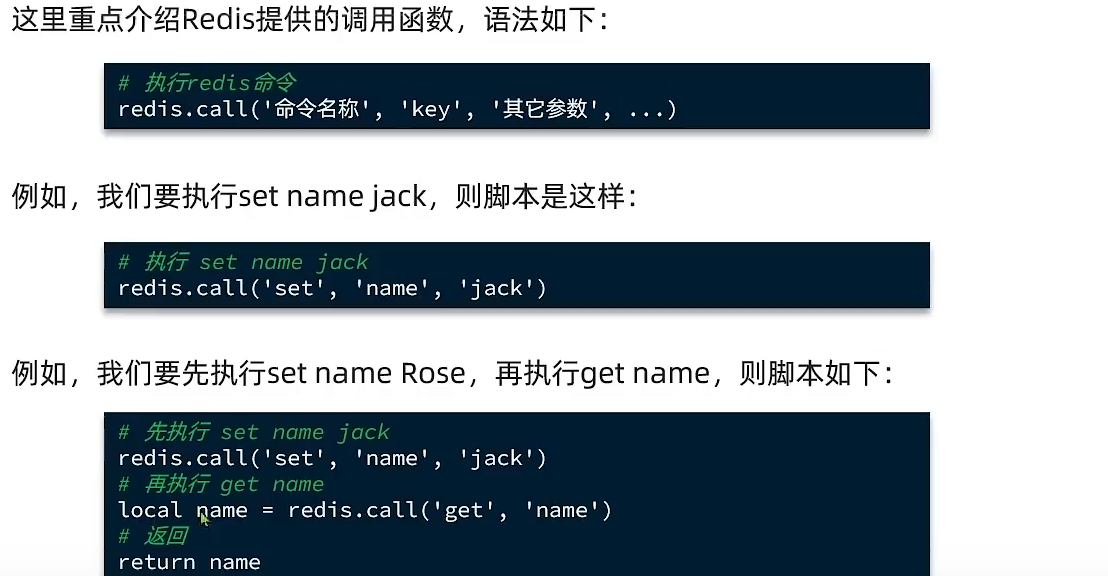 这里重点介绍Redis提供的调用函数，语法如下：
# 执行redis命令
redis.call('命令名称', 'key', '其它参数', ...)
例如，我们要执行set name jack，则脚本是这样：
# 执行 set name jack
redis.call('set', 'name', 'jack')
例如，我们要先执行set name Rose，再执行get name，则脚本如下：
# 先执行 set name jack
redis.call('set', 'name', 'jack')
# 再执行 get name
local name = redis.call('get', 'name')
# 返回
return name